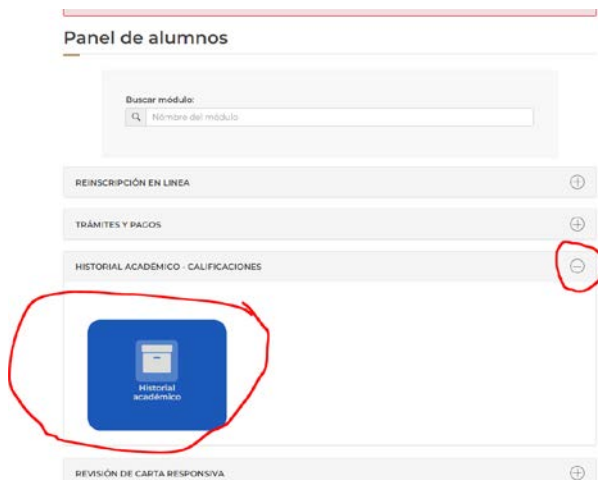 Panel de alumnos
Buscar módulo:
Nómbre del módulo
REINSCRIPCIÓN EN LINEA
TRÁMITES Y PAGOS
HISTORIAL ACADÉMICO - CALIFICACIONES
Historial
académico
REVISIÓN DE CARTA RESPONSIVA